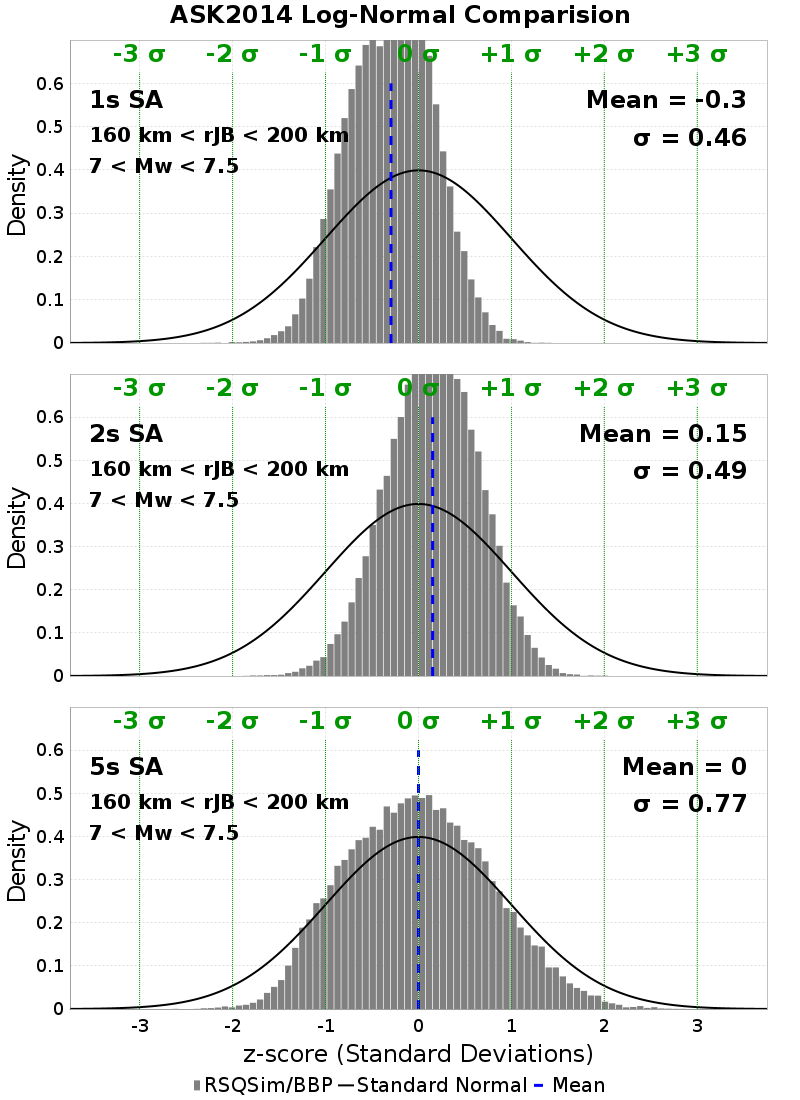 ASK2014 Log-Normal Comparision
-3 σ -2 σ -1 σ 0 σ +1 σ +2 σ +3 σ
1s SA
Mean = -0.3
160 km < rJB < 200 km
σ = 0.46
7 < Mw < 7.5
0.6
0.5
0.4
0.3
0.2
0.1
0
Density
-3 σ -2 σ -1 σ 0 σ +1 σ +2 σ +3 σ
2s SA
Mean = 0.15
160 km < rJB < 200 km
σ = 0.49
7 < Mw < 7.5
0.6
0.5
0.4
0.3
0.2
0.1
0
Density
-3 σ -2 σ -1 σ 0 σ +1 σ +2 σ +3 σ
5s SA
Mean = 0
160 km < rJB < 200 km
σ = 0.77
7 < Mw < 7.5
0.6
0.5
0.4
0.3
0.2
0.1
0
Density
-3 -2 -1 0 1 2 3
z-score (Standard Deviations)
RSQSim/BBP Standard Normal Mean